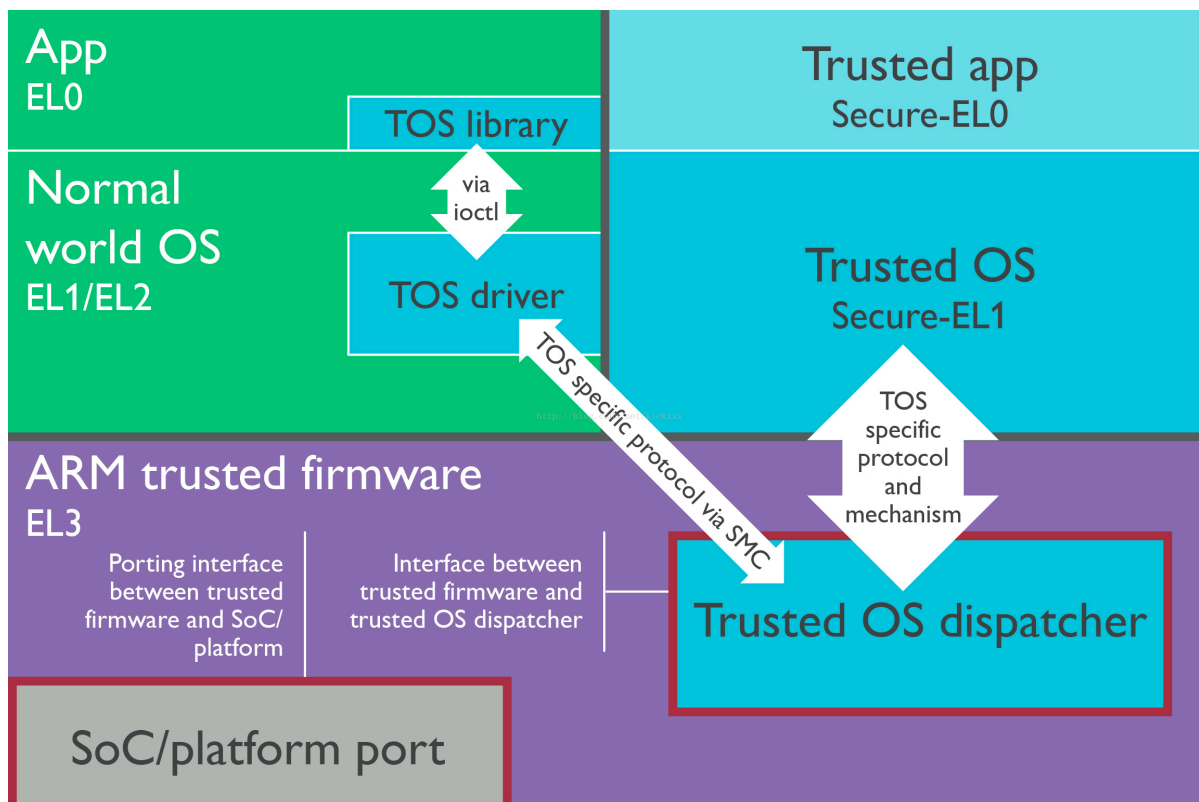 App
EL0
TOS library
Trusted app
Secure-EL0
Normal
world OS
EL1/EL2
via
ioctl
TOS driver
Trusted OS
Secure-EL1
TOS specific protocol via SMC
TOS
specific
protocol
and
mechanism
ARM trusted firmware
EL3
Porting interface
between trusted
firmware and SoC/
platform
Interface between
trusted firmware and
trusted OS dispatcher
Trusted OS dispatcher
SoC/platform port